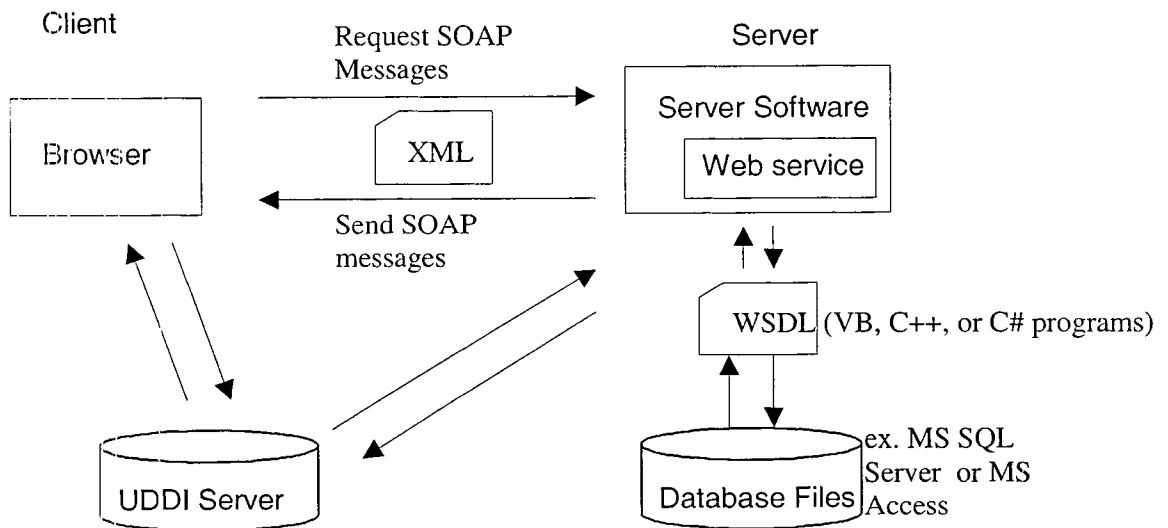 Client
Request SOAP
Messages
Server
Browser
XML
Server Software
Web service
Send SOAP
messages
WSDL (VB, C++, or C# programs)
UDDI Server
Database Files
ex. MS SQL
Server or MS
Access